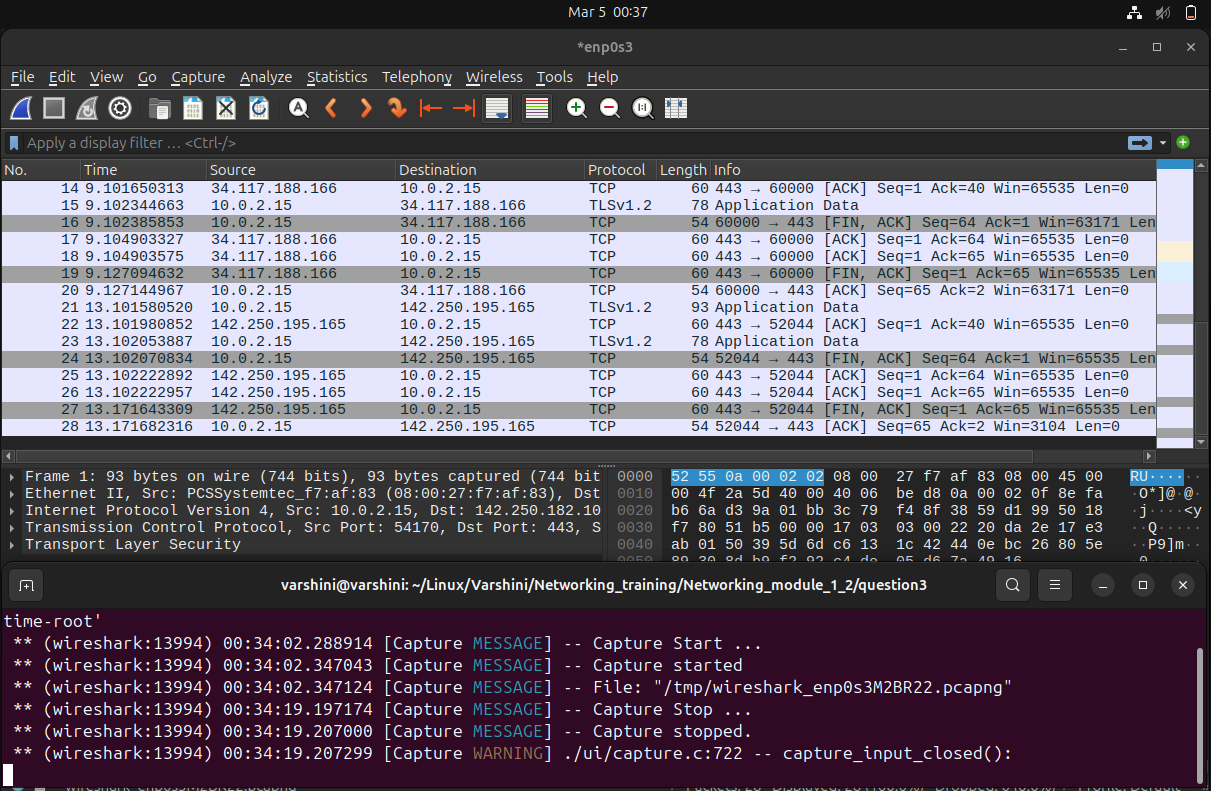 Mar 5 00:37
*enp0s3
File Edit View Go Capture Analyze Statistics Telephony Wireless Tools Help
Apply a display filter … <Ctrl-/>
No. Time Source Destination Protocol Length Info
14 9.101650313 34.117.188.166 10.0.2.15 TCP 60 443 → 60000 [ACK] Seq=1 Ack=40 Win=65535 Len=0
15 9.102344663 10.0.2.15 34.117.188.166 TLSv1.2 78 Application Data
16 9.102385853 10.0.2.15 34.117.188.166 TCP 54 60000 → 443 [FIN, ACK] Seq=64 Ack=1 Win=63171 Len
17 9.104903327 34.117.188.166 10.0.2.15 TCP 60 443 → 60000 [ACK] Seq=1 Ack=64 Win=65535 Len=0
18 9.104903575 34.117.188.166 10.0.2.15 TCP 60 443 → 60000 [ACK] Seq=1 Ack=65 Win=65535 Len=0
19 9.127094632 34.117.188.166 10.0.2.15 TCP 60 443 → 60000 [FIN, ACK] Seq=1 Ack=65 Win=65535 Len
20 9.127144967 10.0.2.15 34.117.188.166 TCP 54 60000 → 443 [ACK] Seq=65 Ack=2 Win=63171 Len=0
21 13.101580520 10.0.2.15 142.250.195.165 TLSv1.2 93 Application Data
22 13.101980852 142.250.195.165 10.0.2.15 TCP 60 443 → 52044 [ACK] Seq=1 Ack=40 Win=65535 Len=0
23 13.102053887 10.0.2.15 142.250.195.165 TLSv1.2 78 Application Data
24 13.102070834 10.0.2.15 142.250.195.165 TCP 54 52044 → 443 [FIN, ACK] Seq=64 Ack=1 Win=65535 Len
25 13.102222892 142.250.195.165 10.0.2.15 TCP 60 443 → 52044 [ACK] Seq=1 Ack=64 Win=65535 Len=0
26 13.102222957 142.250.195.165 10.0.2.15 TCP 60 443 → 52044 [ACK] Seq=1 Ack=65 Win=65535 Len=0
27 13.171643309 142.250.195.165 10.0.2.15 TCP 60 443 → 52044 [FIN, ACK] Seq=1 Ack=65 Win=65535 Len
28 13.171682316 10.0.2.15 142.250.195.165 TCP 54 52044 → 443 [ACK] Seq=65 Ack=2 Win=3104 Len=0
Frame 1: 93 bytes on wire (744 bits), 93 bytes captured (744 bit
Ethernet II, Src: PCSSystemtec_f7:af:83 (08:00:27:f7:af:83), Dst
Internet Protocol Version 4, Src: 10.0.2.15, Dst: 142.250.182.10
Transmission Control Protocol, Src Port: 54170, Dst Port: 443, S
Transport Layer Security
0000 52 55 0a 00 02 02 08 00 27 f7 af 83 08 00 45 00 RU······
0010 00 4f 2a 5d 40 00 40 06 be d8 0a 00 02 0f 8e fa ·O*]@·@·
0020 b6 6a d3 9a 01 bb 3c 79 f4 8f 38 59 d1 99 50 18 ·j····<y
0030 f7 80 51 b5 00 00 17 03 03 00 22 20 da 2e 17 e3 ··Q·····
0040 ab 01 50 39 5d 6d c6 13 1c 42 44 0e bc 26 80 5e ··P9]m··
varshini@varshini: ~/Linux/Varshini/Networking_training/Networking_module_1_2/question3
time-root'
** (wireshark:13994) 00:34:02.288914 [Capture MESSAGE] -- Capture Start ...
** (wireshark:13994) 00:34:02.347043 [Capture MESSAGE] -- Capture started
** (wireshark:13994) 00:34:02.347124 [Capture MESSAGE] -- File: "/tmp/wireshark_enp0s3M2BR22.pcapng"
** (wireshark:13994) 00:34:19.197174 [Capture MESSAGE] -- Capture Stop ...
** (wireshark:13994) 00:34:19.207000 [Capture MESSAGE] -- Capture stopped.
** (wireshark:13994) 00:34:19.207299 [Capture WARNING] ./ui/capture.c:722 -- capture_input_closed():